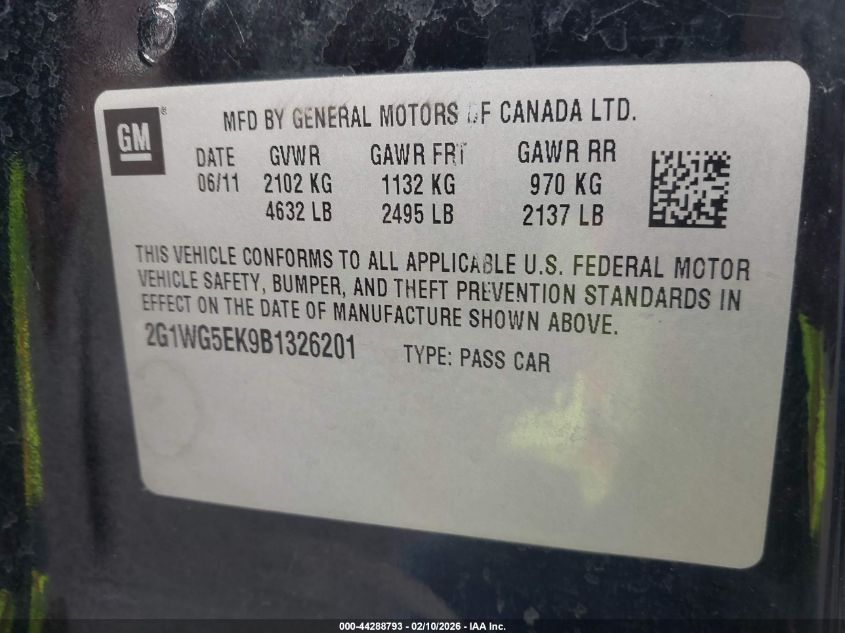 GM
MFD BY GENERAL MOTORS OF CANADA LTD.
DATE GVWR GAWR FRT GAWR RR
06/11 2102 KG 1132 KG 970 KG
4632 LB 2495 LB 2137 LB
THIS VEHICLE CONFORMS TO ALL APPLICABLE U.S. FEDERAL MOTOR
VEHICLE SAFETY, BUMPER, AND THEFT PREVENTION STANDARDS IN
EFFECT ON THE DATE OF MANUFACTURE SHOWN ABOVE.
2G1WG5EK9B1326201 TYPE: PASS CAR
000-44288793 - 02/10/2026 - IAA Inc.